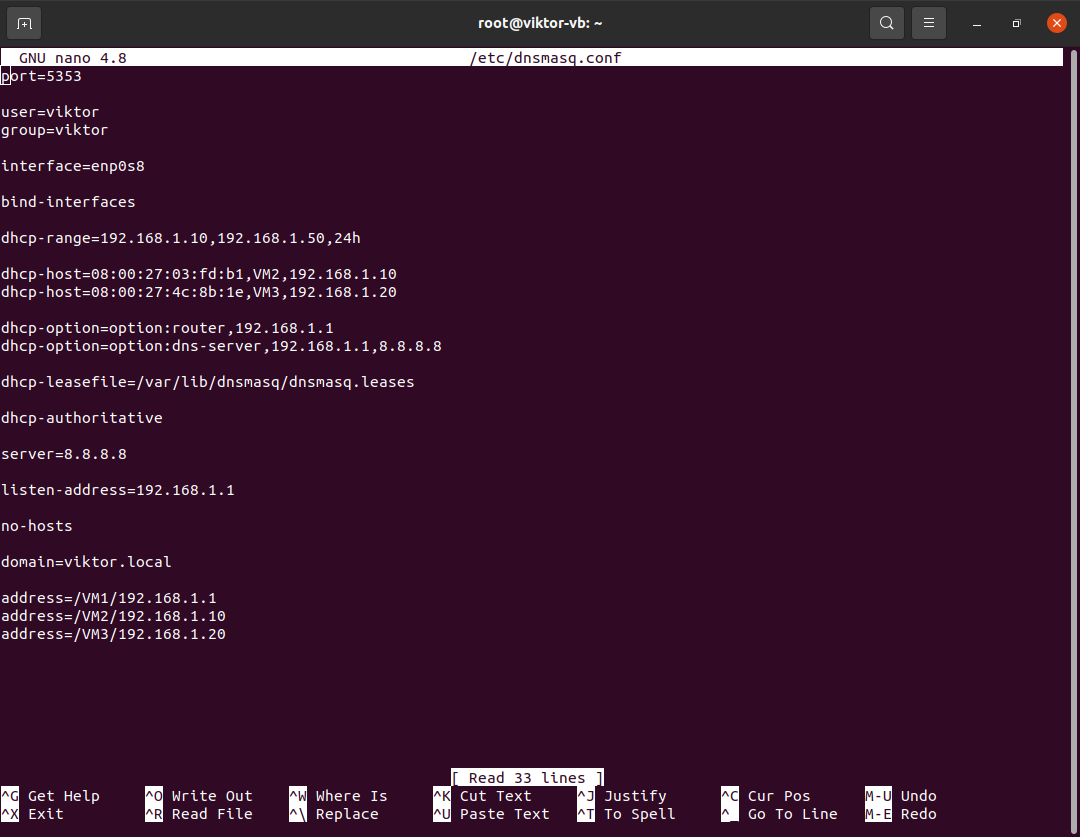 root@viktor-vb: ~
GNU nano 4.8 /etc/dnsmasq.conf
port=5353
user=viktor
group=viktor
interface=enp0s8
bind-interfaces
dhcp-range=192.168.1.10,192.168.1.50,24h
dhcp-host=08:00:27:03:fd:b1,VM2,192.168.1.10
dhcp-host=08:00:27:4c:8b:1e,VM3,192.168.1.20
dhcp-option=option:router,192.168.1.1
dhcp-option=option:dns-server,192.168.1.1,8.8.8.8
dhcp-leasefile=/var/lib/dnsmasq/dnsmasq.leases
dhcp-authoritative
server=8.8.8.8
listen-address=192.168.1.1
no-hosts
domain=viktor.local
address=/VM1/192.168.1.1
address=/VM2/192.168.1.10
address=/VM3/192.168.1.20
[ Read 33 lines ]
^G Get Help ^O Write Out ^W Where Is ^K Cut Text ^J Justify ^C Cur Pos M-U Undo
^X Exit ^R Read File ^\ Replace ^U Paste Text ^T To Spell ^_ Go To Line M-E Redo